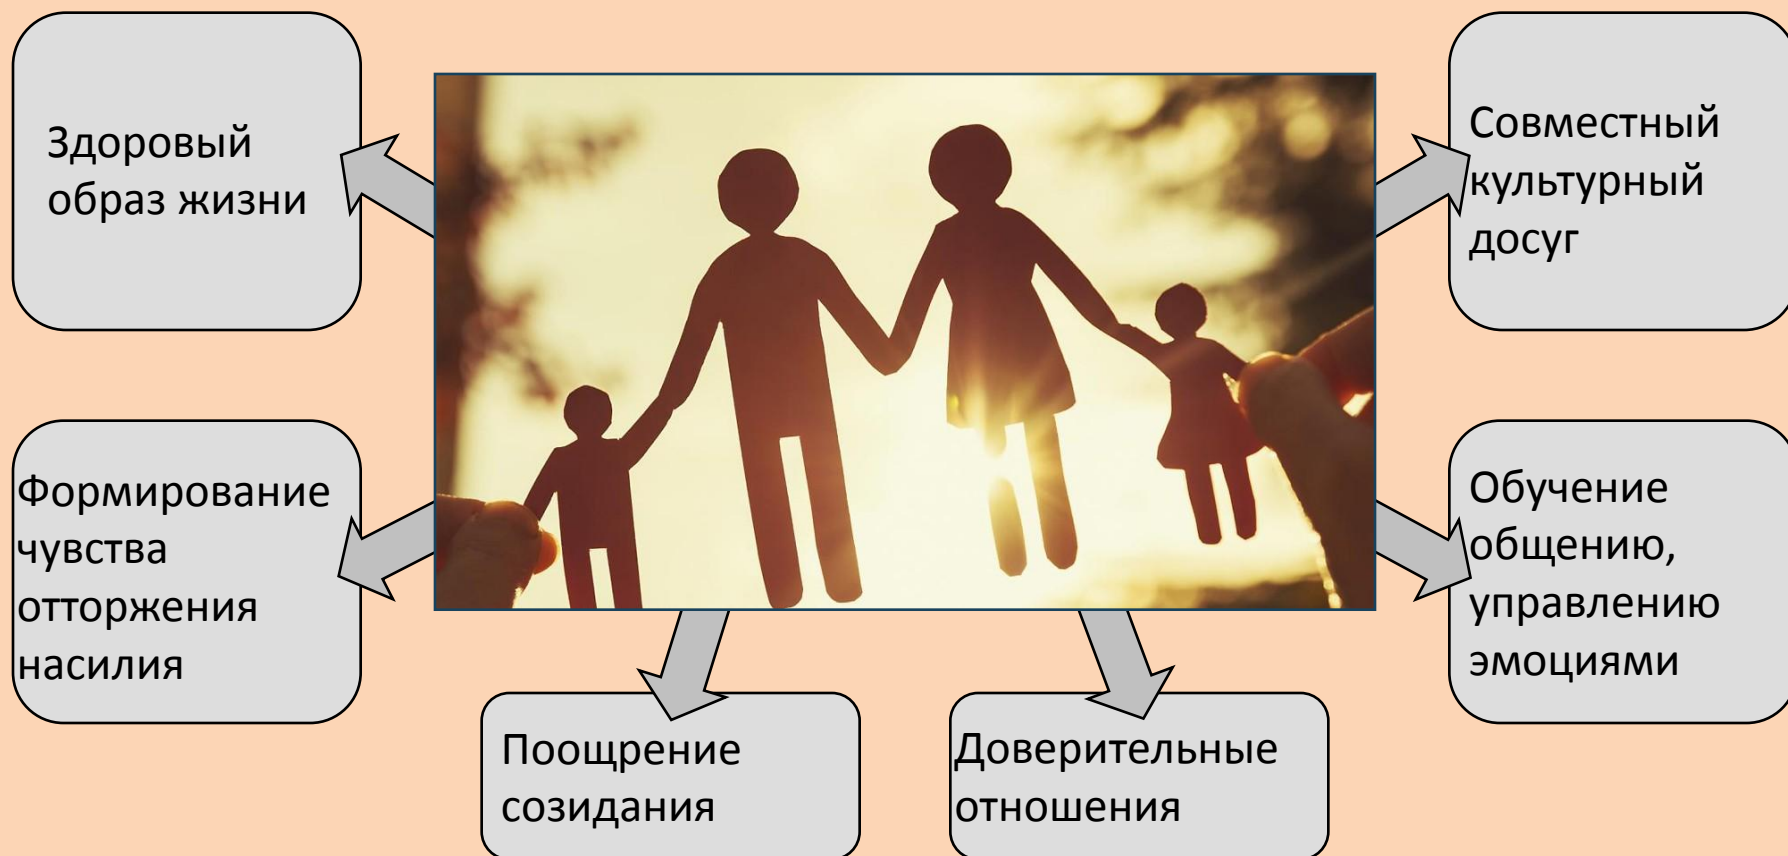 Здоровый
образ жизни
Совместный
культурный
досуг
Формирование
чувства
отторжения
насилия
Обучение
общению,
управлению
эмоциями
Поощрение
созидания
Доверительные
отношения